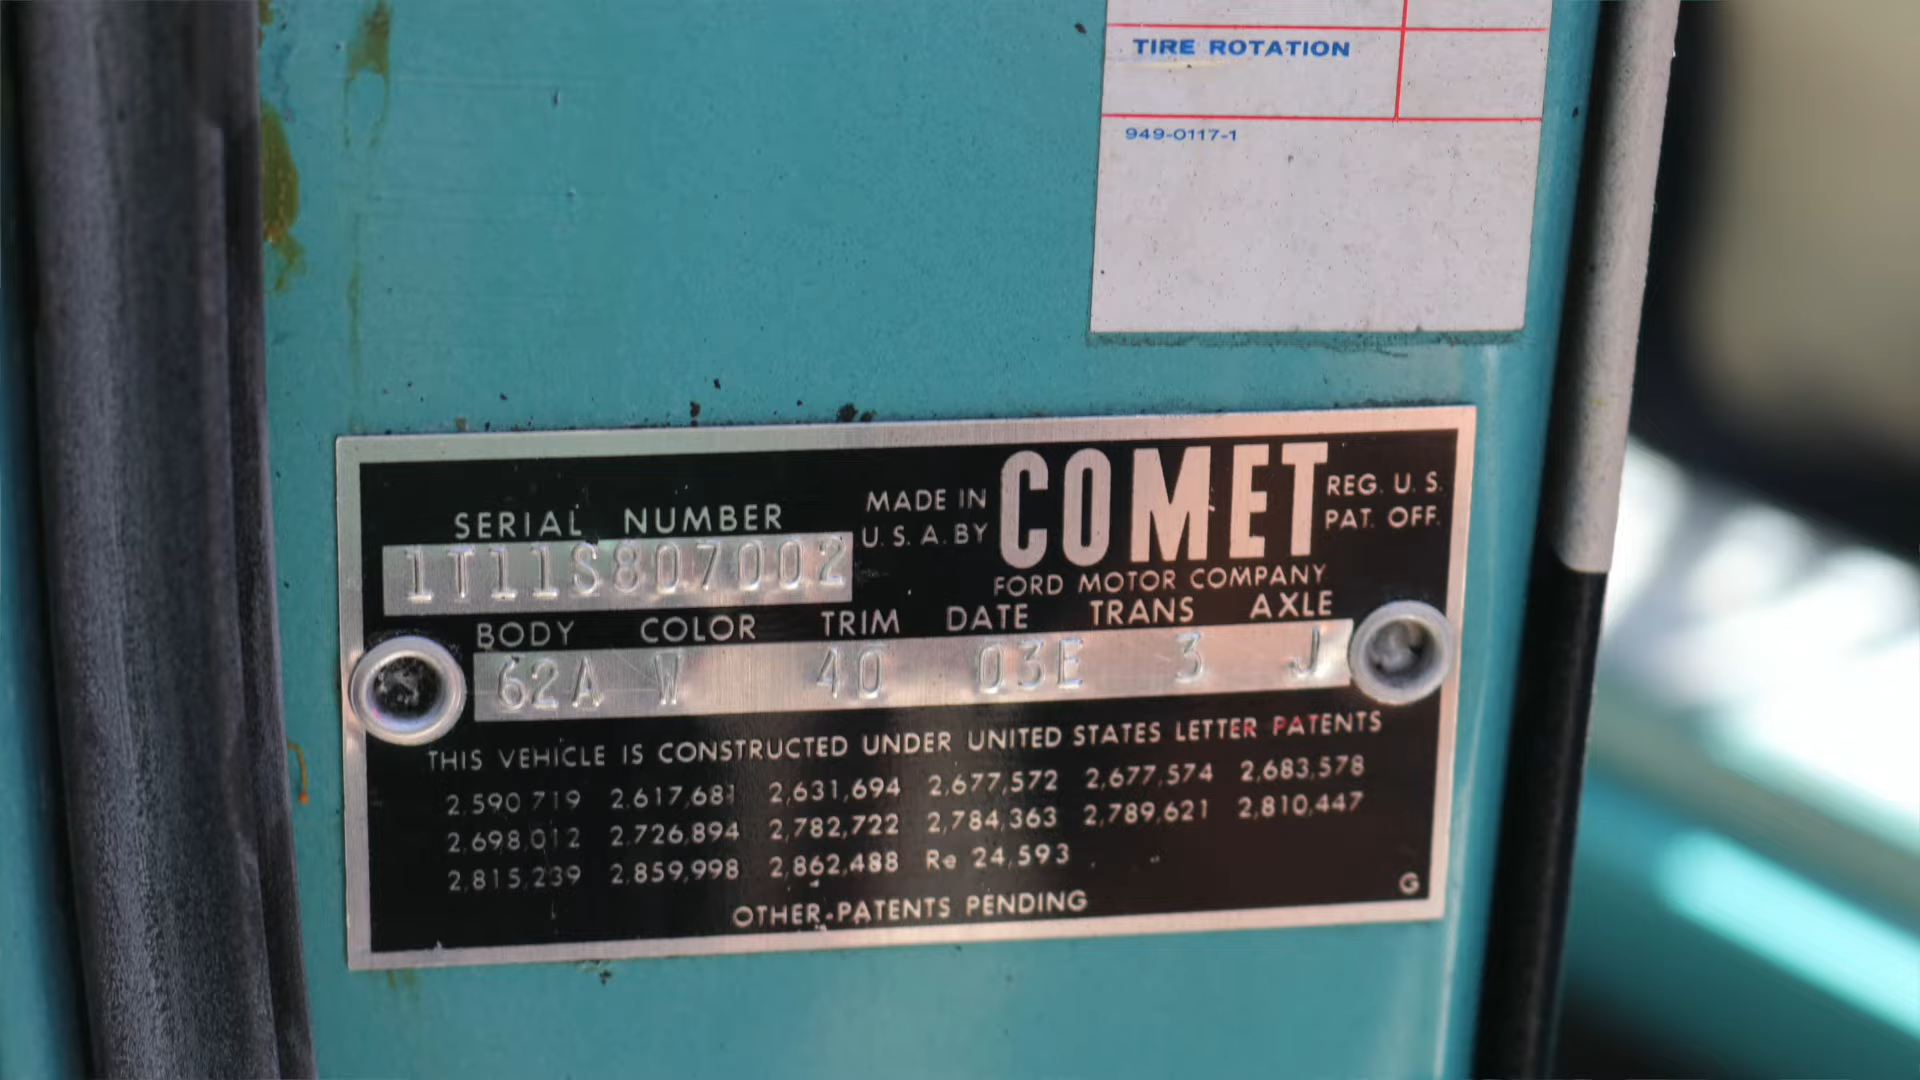 TIRE ROTATION
949-0117-1
MADE IN
U. S. A. BY
COMET
REG. U. S.
PAT. OFF.
FORD MOTOR COMPANY
SERIAL NUMBER
1T11S807002
BODY COLOR TRIM DATE TRANS AXLE
62A W 40 03E 3 J
THIS VEHICLE IS CONSTRUCTED UNDER UNITED STATES LETTER PATENTS
2,590,719 2,617,681 2,631,694 2,677,572 2,677,574 2,683,578
2,698,012 2,726,894 2,782,722 2,784,363 2,789,621 2,810,447
2,815,239 2,859,998 2,862,488 Re 24,593
OTHER PATENTS PENDING
G